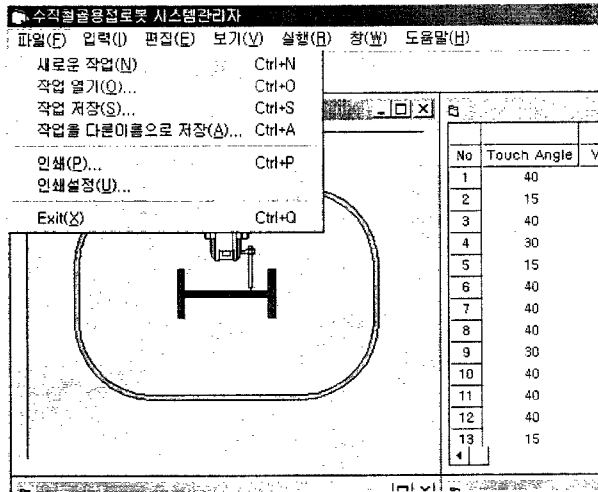 수직철골용접로봇 시스템관리자
파일(F) 입력(I) 편집(E) 보기(V) 실행(R) 창(W) 도움말(H)
새로운 작업(N) Ctrl+N
작업 열기(O)... Ctrl+O
작업 저장(S)... Ctrl+S
작업을 다른이름으로 저장(A)... Ctrl+A
인쇄(P)... Ctrl+P
인쇄설정(U)...
Exit(X) Ctrl+Q
No Touch Angle V
1 40
2 15
3 40
4 30
5 15
6 40
7 40
8 40
9 30
10 40
11 40
12 40
13 15